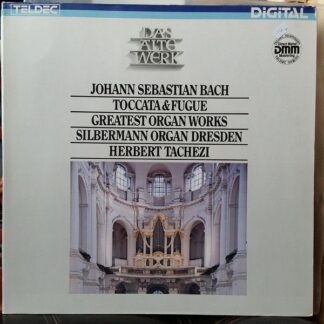 TELDEC
DIGITAL
DAS
ALTE
WERK
DMM
JOHANN SEBASTIAN BACH
TOCCATA & FUGUE
GREATEST ORGAN WORKS
SILBERMANN ORGAN DRESDEN
HERBERT TACHEZI